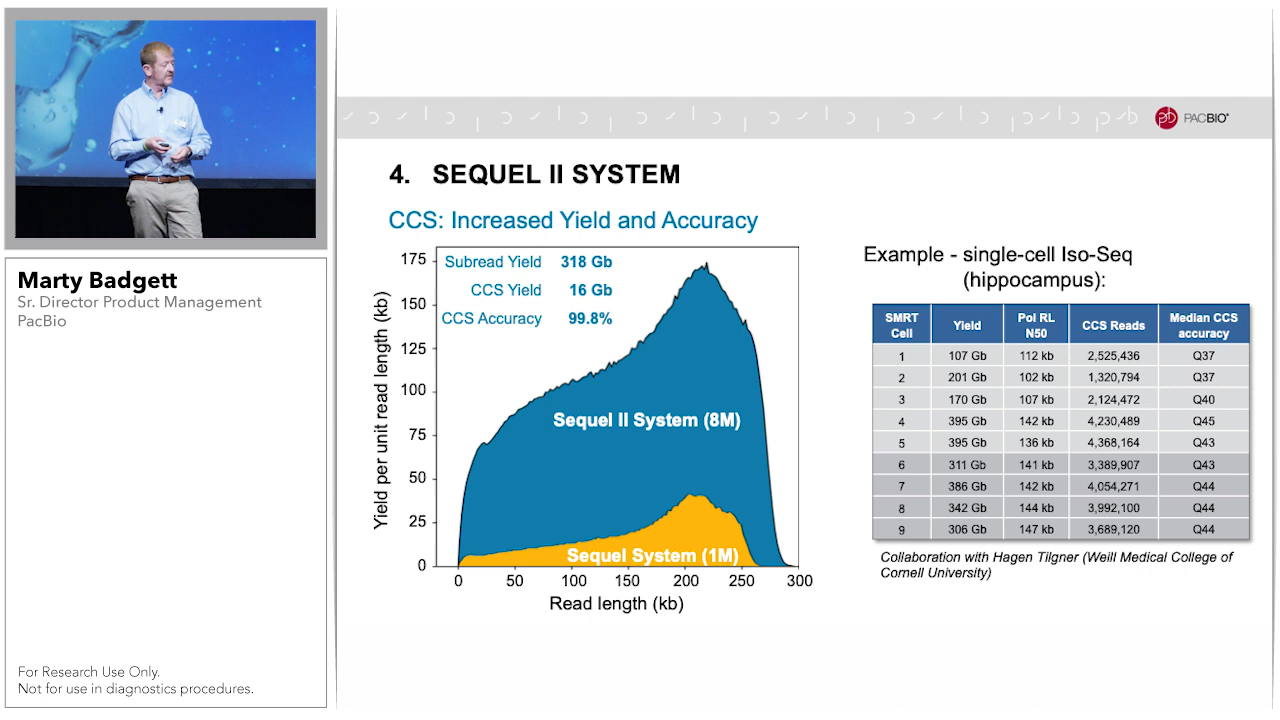 PACBIO®
4. SEQUEL II SYSTEM
CCS: Increased Yield and Accuracy
Yield per unit read length (kb)
175
150
125
100
75
50
25
0
Subread Yield 318 Gb
CCS Yield 16 Gb
CCS Accuracy 99.8%
Sequel II System (8M)
Sequel System (1M)
0 50 100 150 200 250 300
Read length (kb)
Example - single-cell Iso-Seq
(hippocampus):
SMRT Cell Yield Pol RL N50 CCS Reads Median CCS accuracy
1 107 Gb 112 kb 2,525,436 Q37
2 201 Gb 102 kb 1,320,794 Q37
3 170 Gb 107 kb 2,124,472 Q40
4 395 Gb 142 kb 4,230,489 Q45
5 395 Gb 136 kb 4,368,164 Q43
6 311 Gb 141 kb 3,389,907 Q43
7 386 Gb 142 kb 4,054,271 Q44
8 342 Gb 144 kb 3,992,100 Q44
9 306 Gb 147 kb 3,689,120 Q44
Collaboration with Hagen Tilgner (Weill Medical College of
Cornell University)
Marty Badgett
Sr. Director Product Management
PacBio
For Research Use Only.
Not for use in diagnostics procedures.